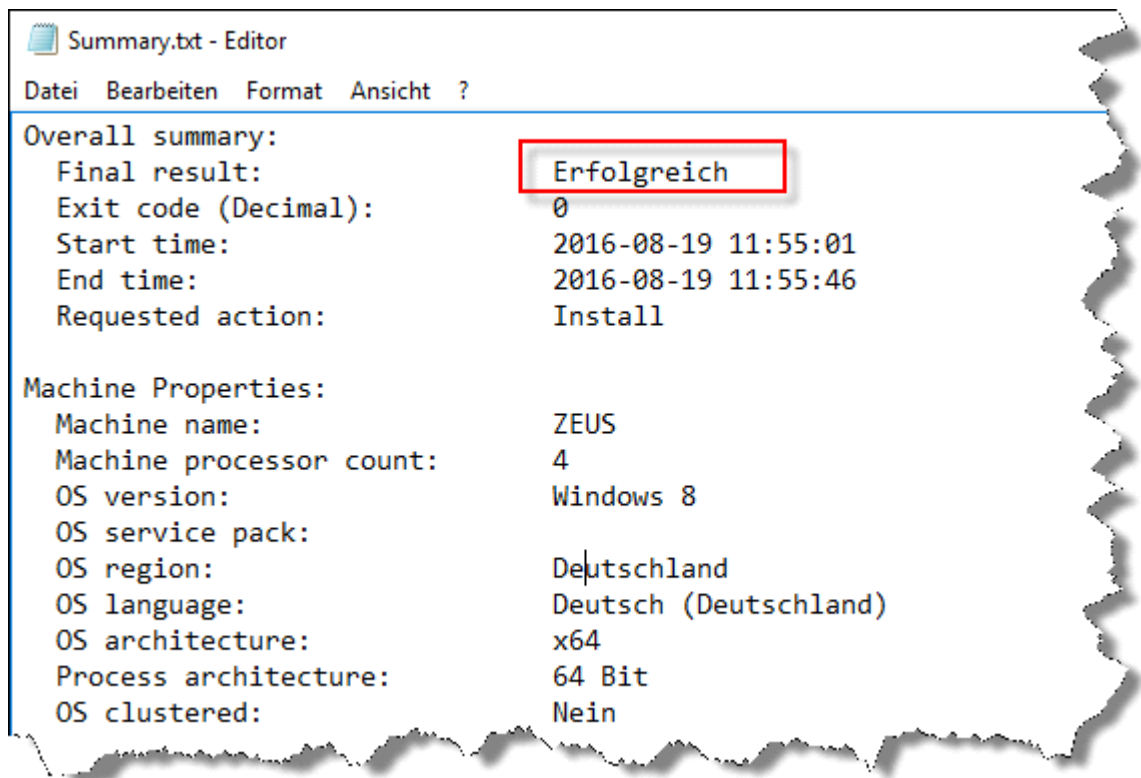 Summary.txt - Editor
Datei Bearbeiten Format Ansicht ?
Overall summary:
Final result: Erfolgreich
Exit code (Decimal): 0
Start time: 2016-08-19 11:55:01
End time: 2016-08-19 11:55:46
Requested action: Install
Machine Properties:
Machine name: ZEUS
Machine processor count: 4
OS version: Windows 8
OS service pack:
OS region: Deutschland
OS language: Deutsch (Deutschland)
OS architecture: x64
Process architecture: 64 Bit
OS clustered: Nein